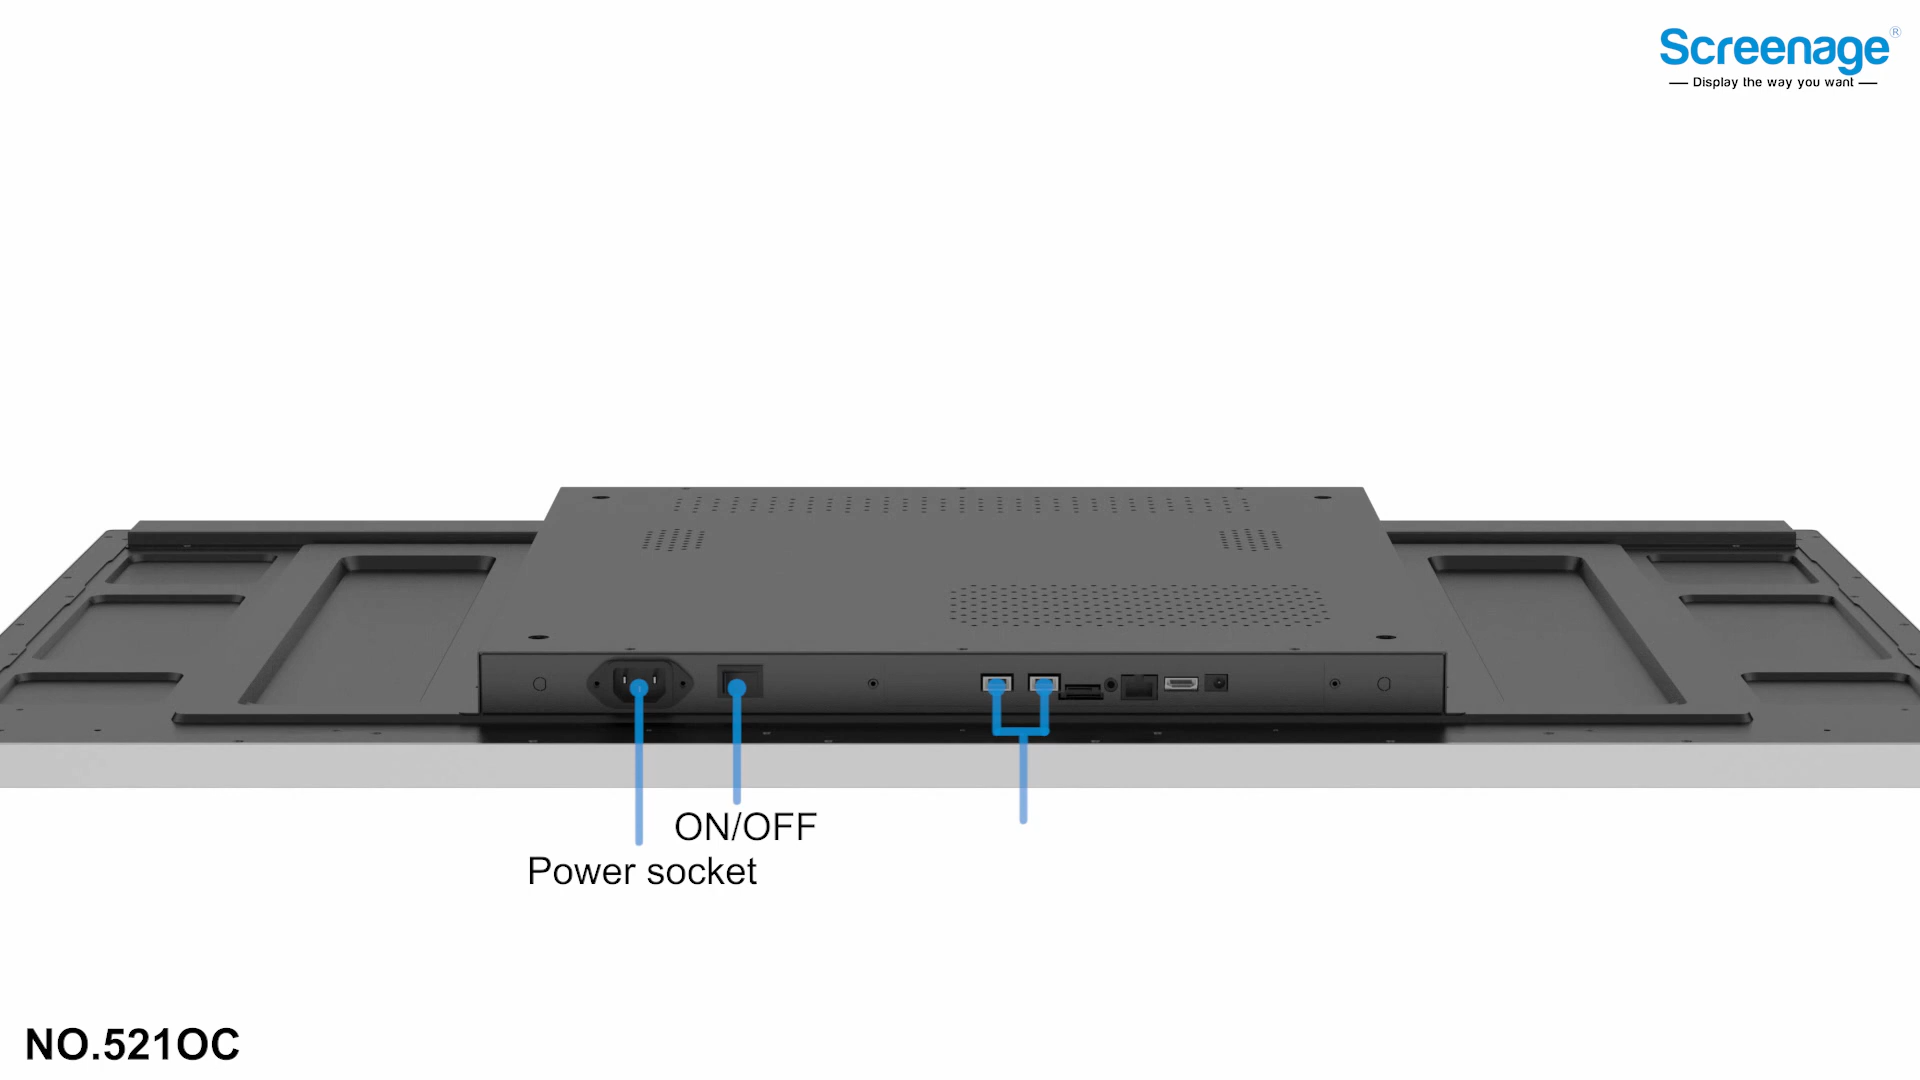 Screenage®
Display the way you want
ON/OFF
Power socket
NO.521OC